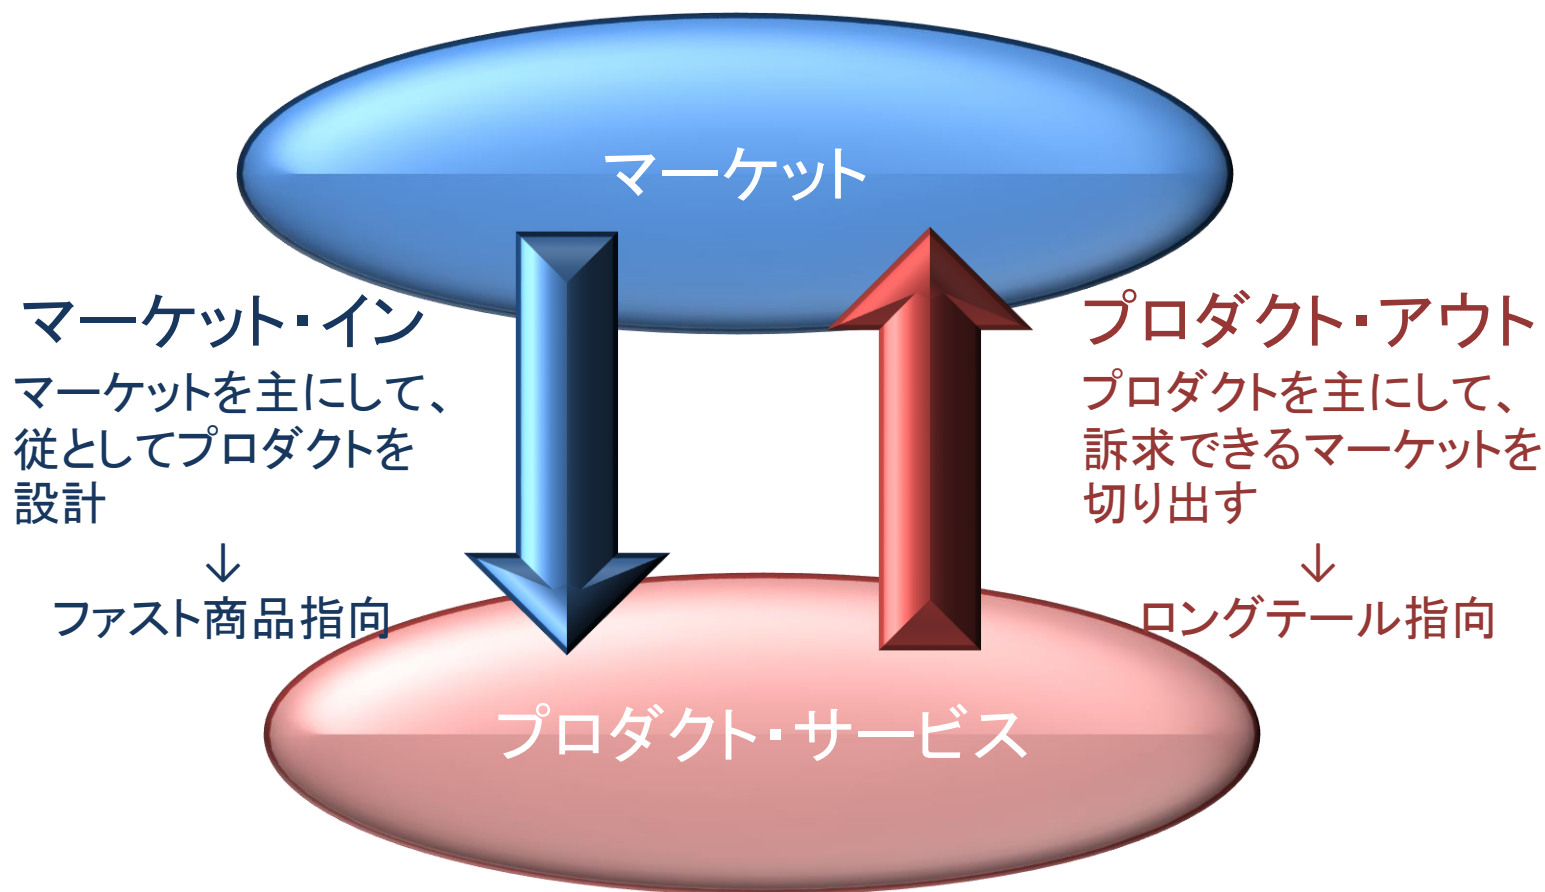 マーケット
マーケット・イン
マーケットを主にして、
従としてプロダクトを
設計
↓
ファスト商品指向
プロダクト・アウト
プロダクトを主にして、
訴求できるマーケットを
切り出す
↓
ロングテール指向
プロダクト・サービス